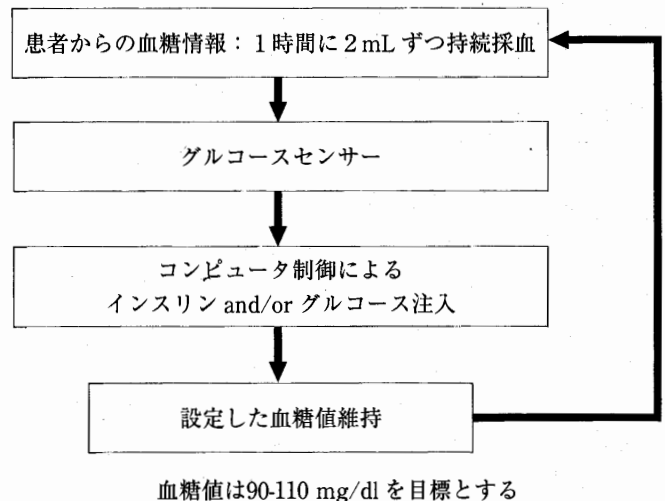 患者からの血糖情報：1時間に2mLずつ持続採血
グルコースセンサー
コンピュータ制御による
インスリン and/or グルコース注入
設定した血糖値維持
血糖値は90-110 mg/dl を目標とする